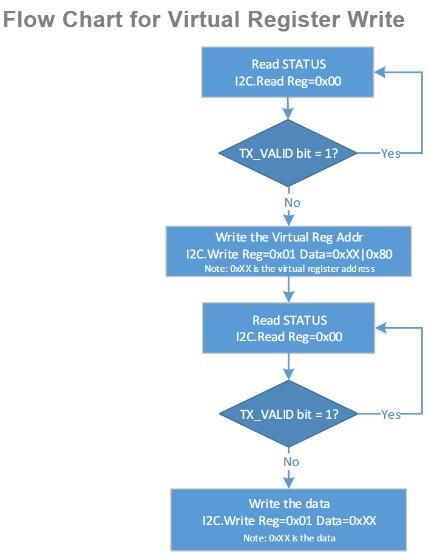 Flow Chart for Virtual Register Write
Read STATUS
I2C.Read Reg=0x00
TX_VALID bit = 1?
Yes
No
Write the Virtual Reg Addr
I2C.Write Reg=0x01 Data=0xXX|0x80
Note: 0xXX is the virtual register address
Read STATUS
I2C.Read Reg=0x00
TX_VALID bit = 1?
Yes
No
Write the data
I2C.Write Reg=0x01 Data=0xXX
Note: 0xXX is the data